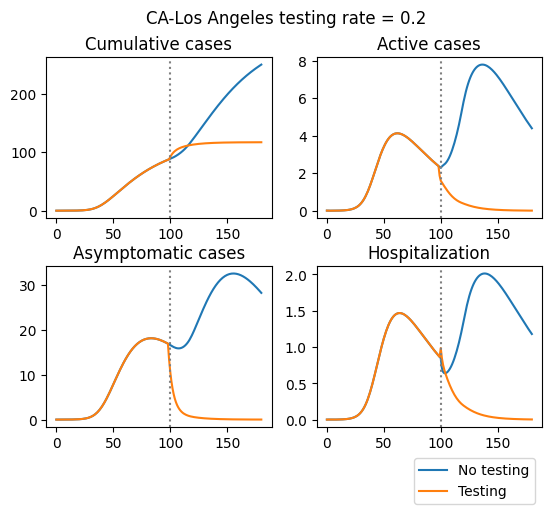 CA-Los Angeles testing rate = 0.2
Cumulative cases
200
100
0
0 50 100 150
Active cases
8
6
4
2
0
0 50 100 150
Asymptomatic cases
30
20
10
0
0 50 100 150
Hospitalization
2.0
1.5
1.0
0.5
0.0
0 50 100 150
No testing
Testing